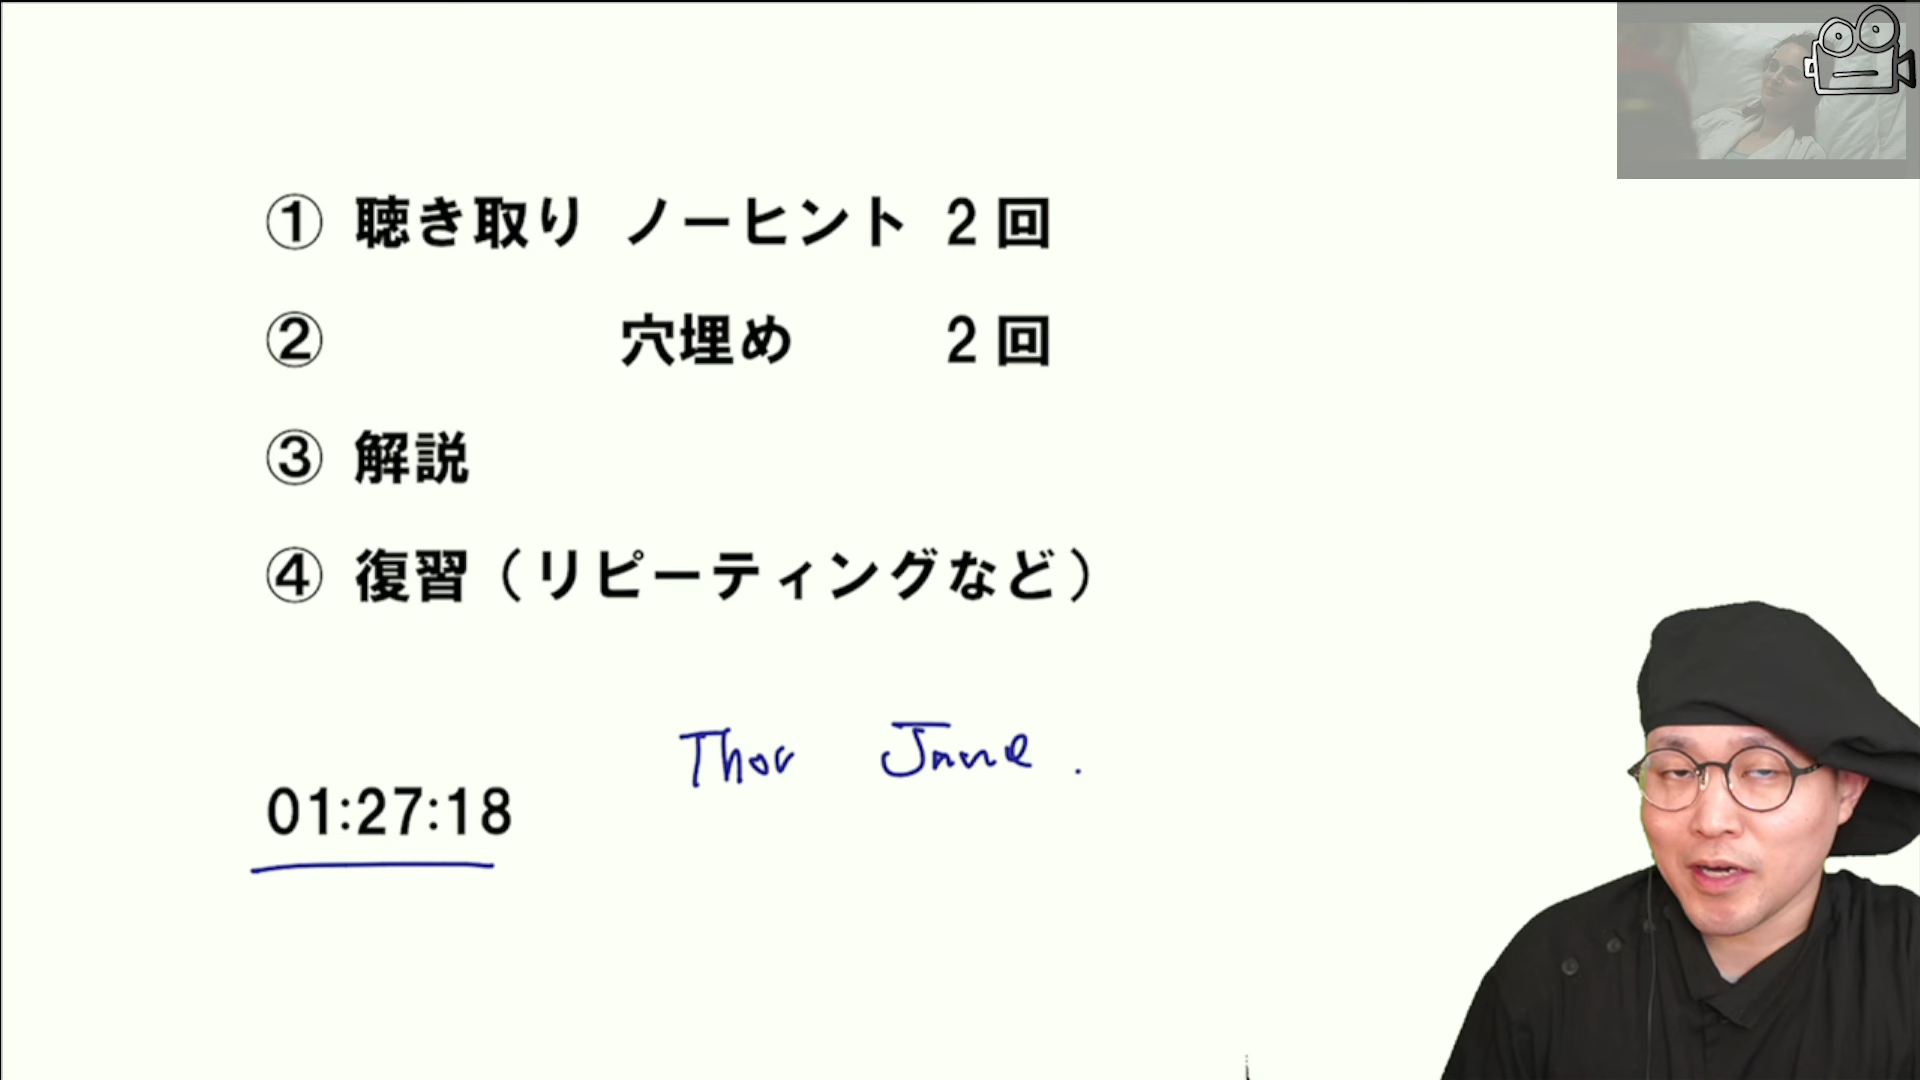 ① 聴き取り ノーヒント 2回
② 穴埋め 2回
③ 解説
④ 復習（リピーティングなど）
Thor Jane.
01:27:18